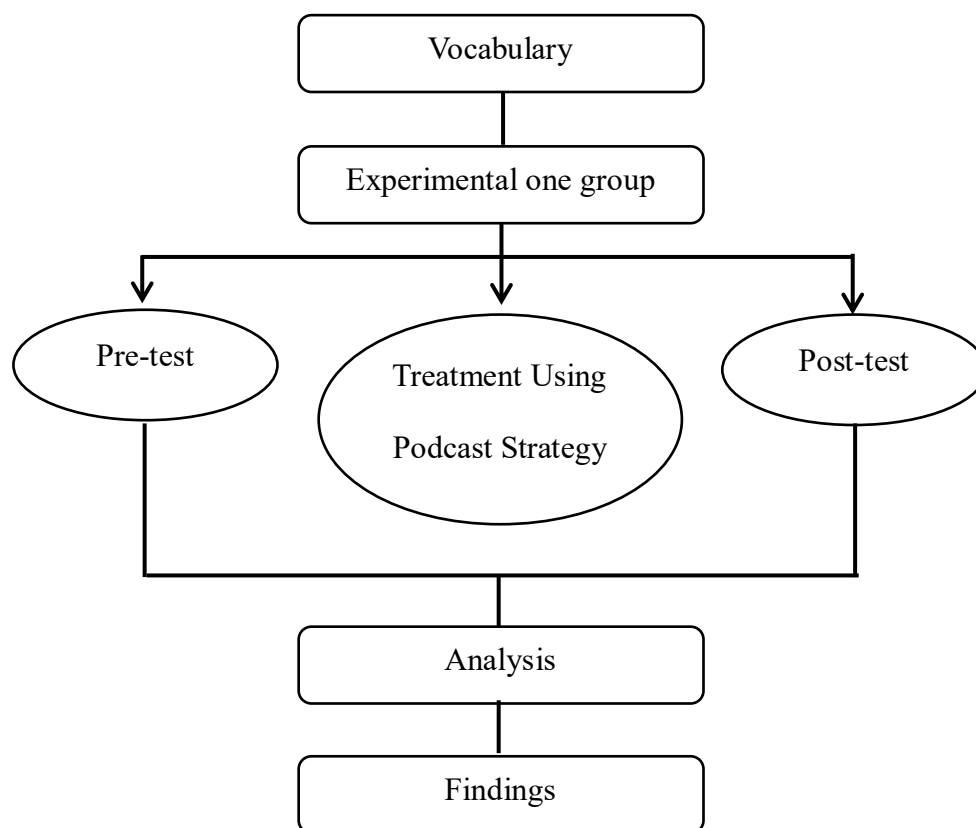 Vocabulary
Experimental one group
Pre-test
Treatment Using
Podcast Strategy
Post-test
Analysis
Findings